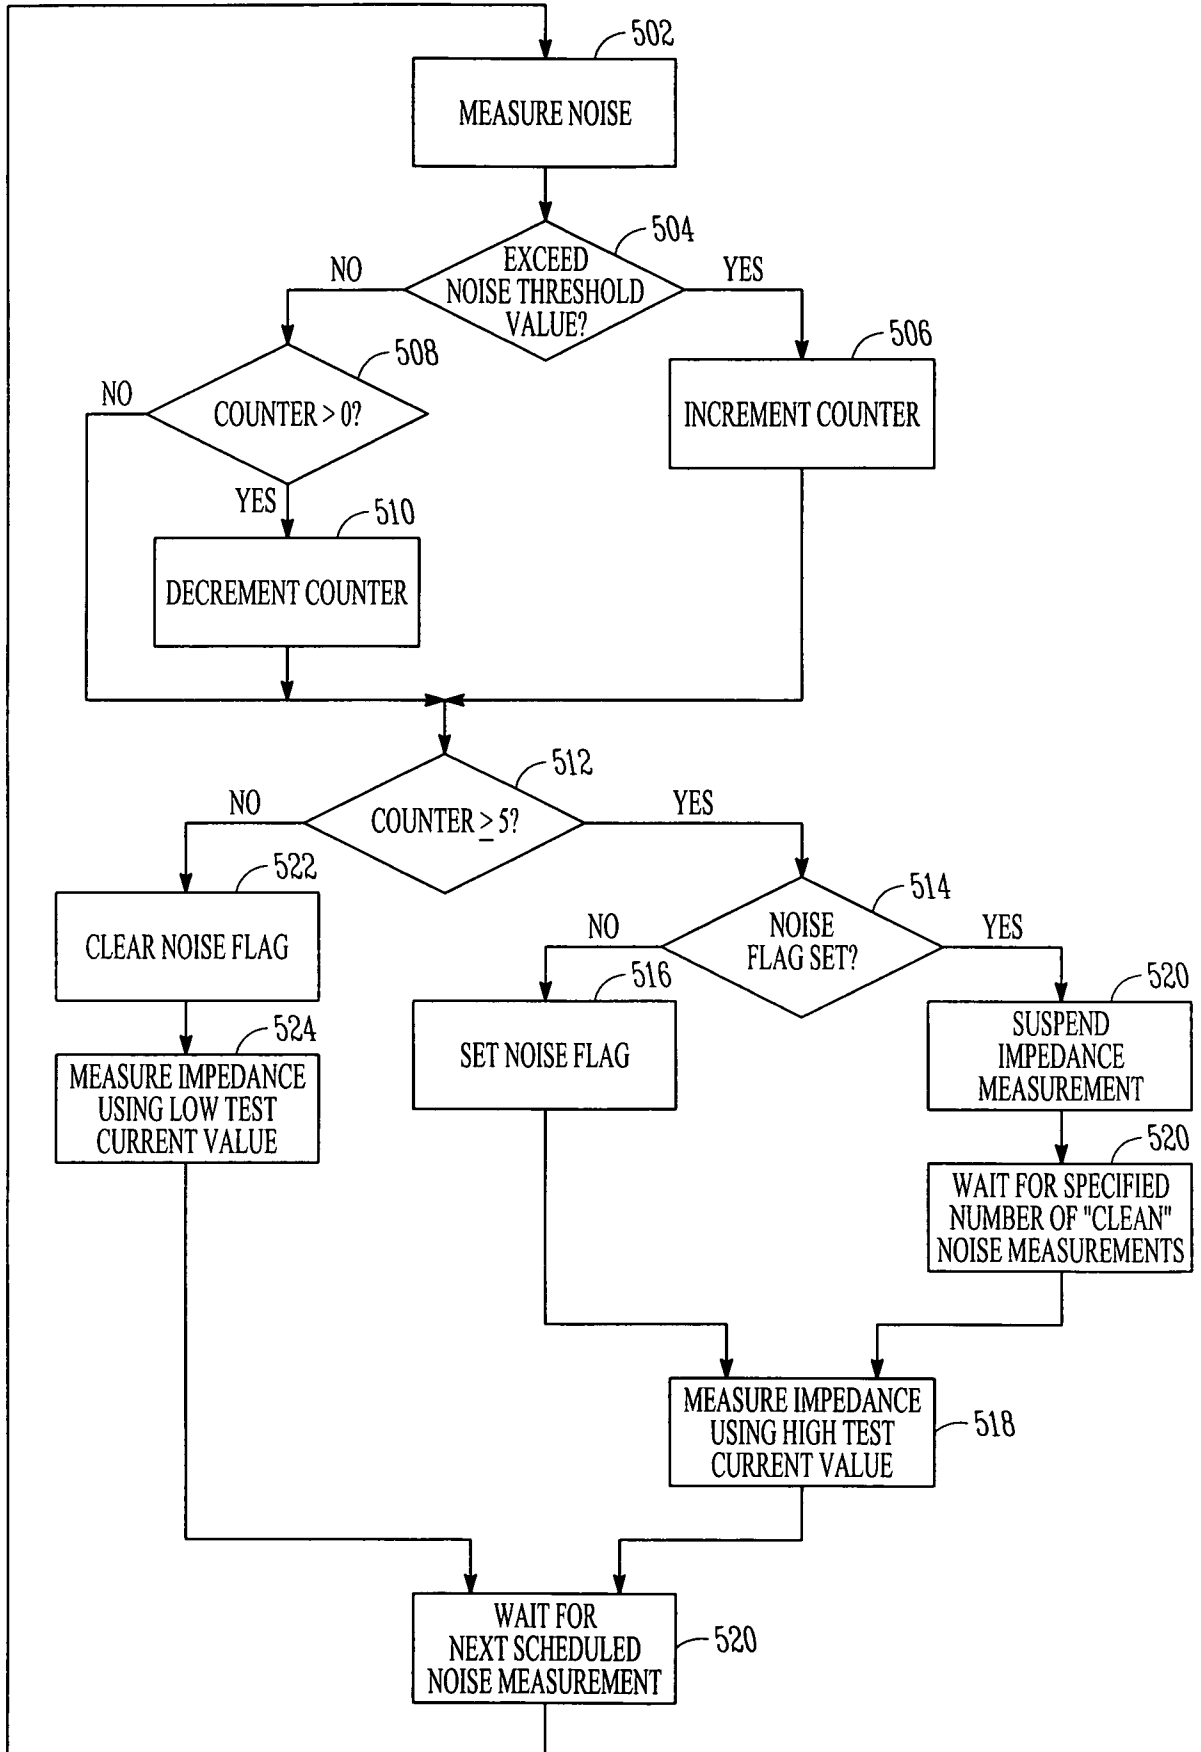 502
MEASURE NOISE
504
EXCEED
NOISE THRESHOLD
VALUE?
NO
YES
508
506
NO
COUNTER > 0?
INCREMENT COUNTER
YES
510
DECREMENT COUNTER
512
NO
COUNTER ≥ 5?
YES
522
514
CLEAR NOISE FLAG
NO
NOISE
FLAG SET?
YES
516
520
524
SET NOISE FLAG
SUSPEND
IMPEDANCE
MEASUREMENT
MEASURE IMPEDANCE
USING LOW TEST
CURRENT VALUE
520
WAIT FOR SPECIFIED
NUMBER OF "CLEAN"
NOISE MEASUREMENTS
MEASURE IMPEDANCE
USING HIGH TEST
CURRENT VALUE
518
WAIT FOR
NEXT SCHEDULED
NOISE MEASUREMENT
520